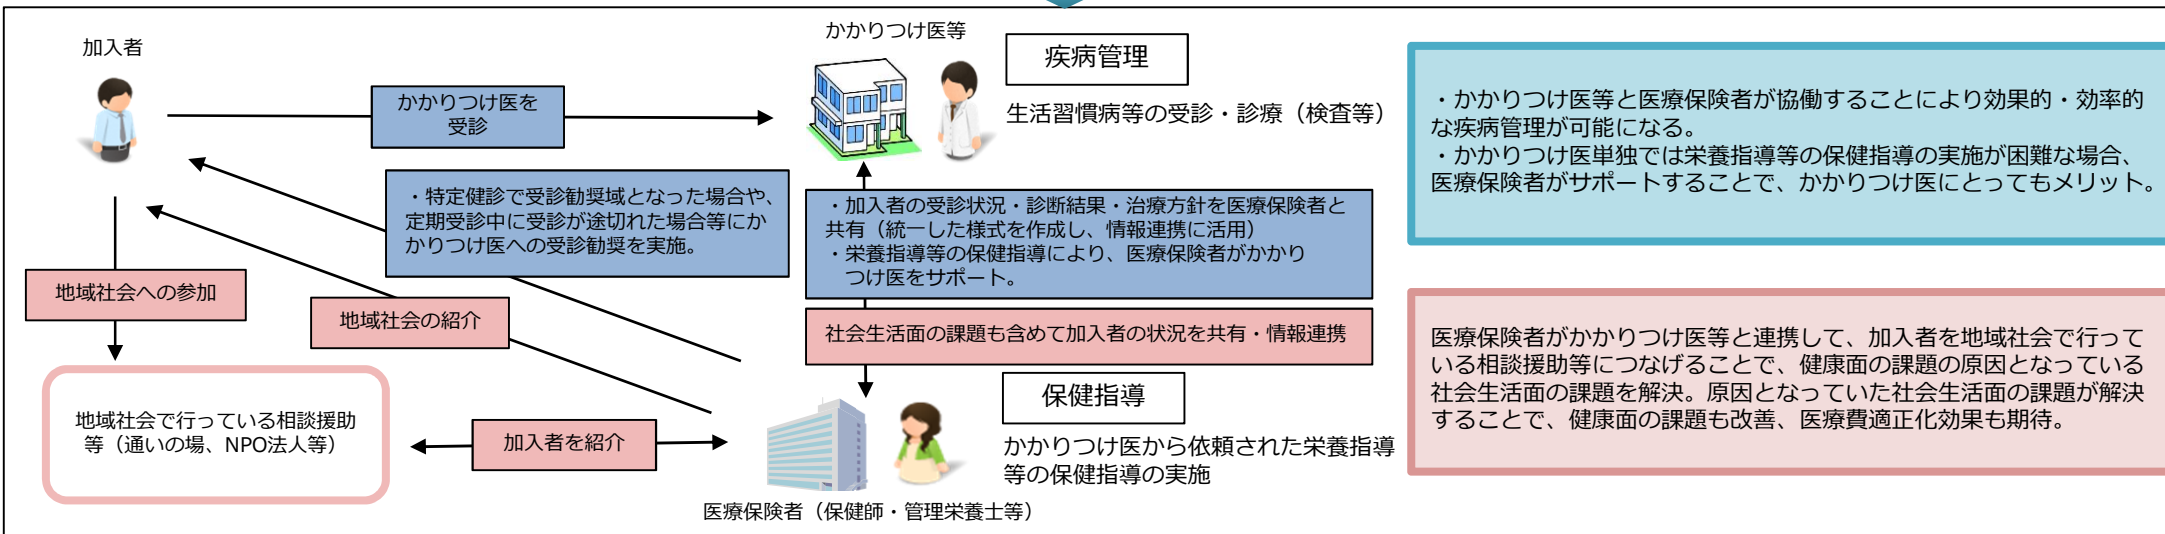 加入者
かかりつけ医等
疾病管理
生活習慣病等の受診・診療（検査等）
かかりつけ医を
受診
・特定健診で受診勧奨域となった場合や、
定期受診中に受診が途切れた場合等にか
かりつけ医への受診勧奨を実施。
・加入者の受診状況・診断結果・治療方針を医療保険者と
共有（統一した様式を作成し、情報連携に活用）
・栄養指導等の保健指導により、医療保険者がかかり
つけ医をサポート。
社会生活面の課題も含めて加入者の状況を共有・情報連携
地域社会への参加
地域社会の紹介
地域社会で行っている相談援助
等（通いの場、NPO法人等）
加入者を紹介
保健指導
かかりつけ医から依頼された栄養指導
等の保健指導の実施
医療保険者（保健師・管理栄養士等）
・かかりつけ医等と医療保険者が協働することにより効果的・効率的
な疾病管理が可能になる。
・かかりつけ医単独では栄養指導等の保健指導の実施が困難な場合、
医療保険者がサポートすることで、かかりつけ医にとってもメリット。
医療保険者がかかりつけ医等と連携して、加入者を地域社会で行って
いる相談援助等につなげることで、健康面の課題の原因となっている
社会生活面の課題を解決。原因となっていた社会生活面の課題が解決
することで、健康面の課題も改善、医療費適正化効果も期待。